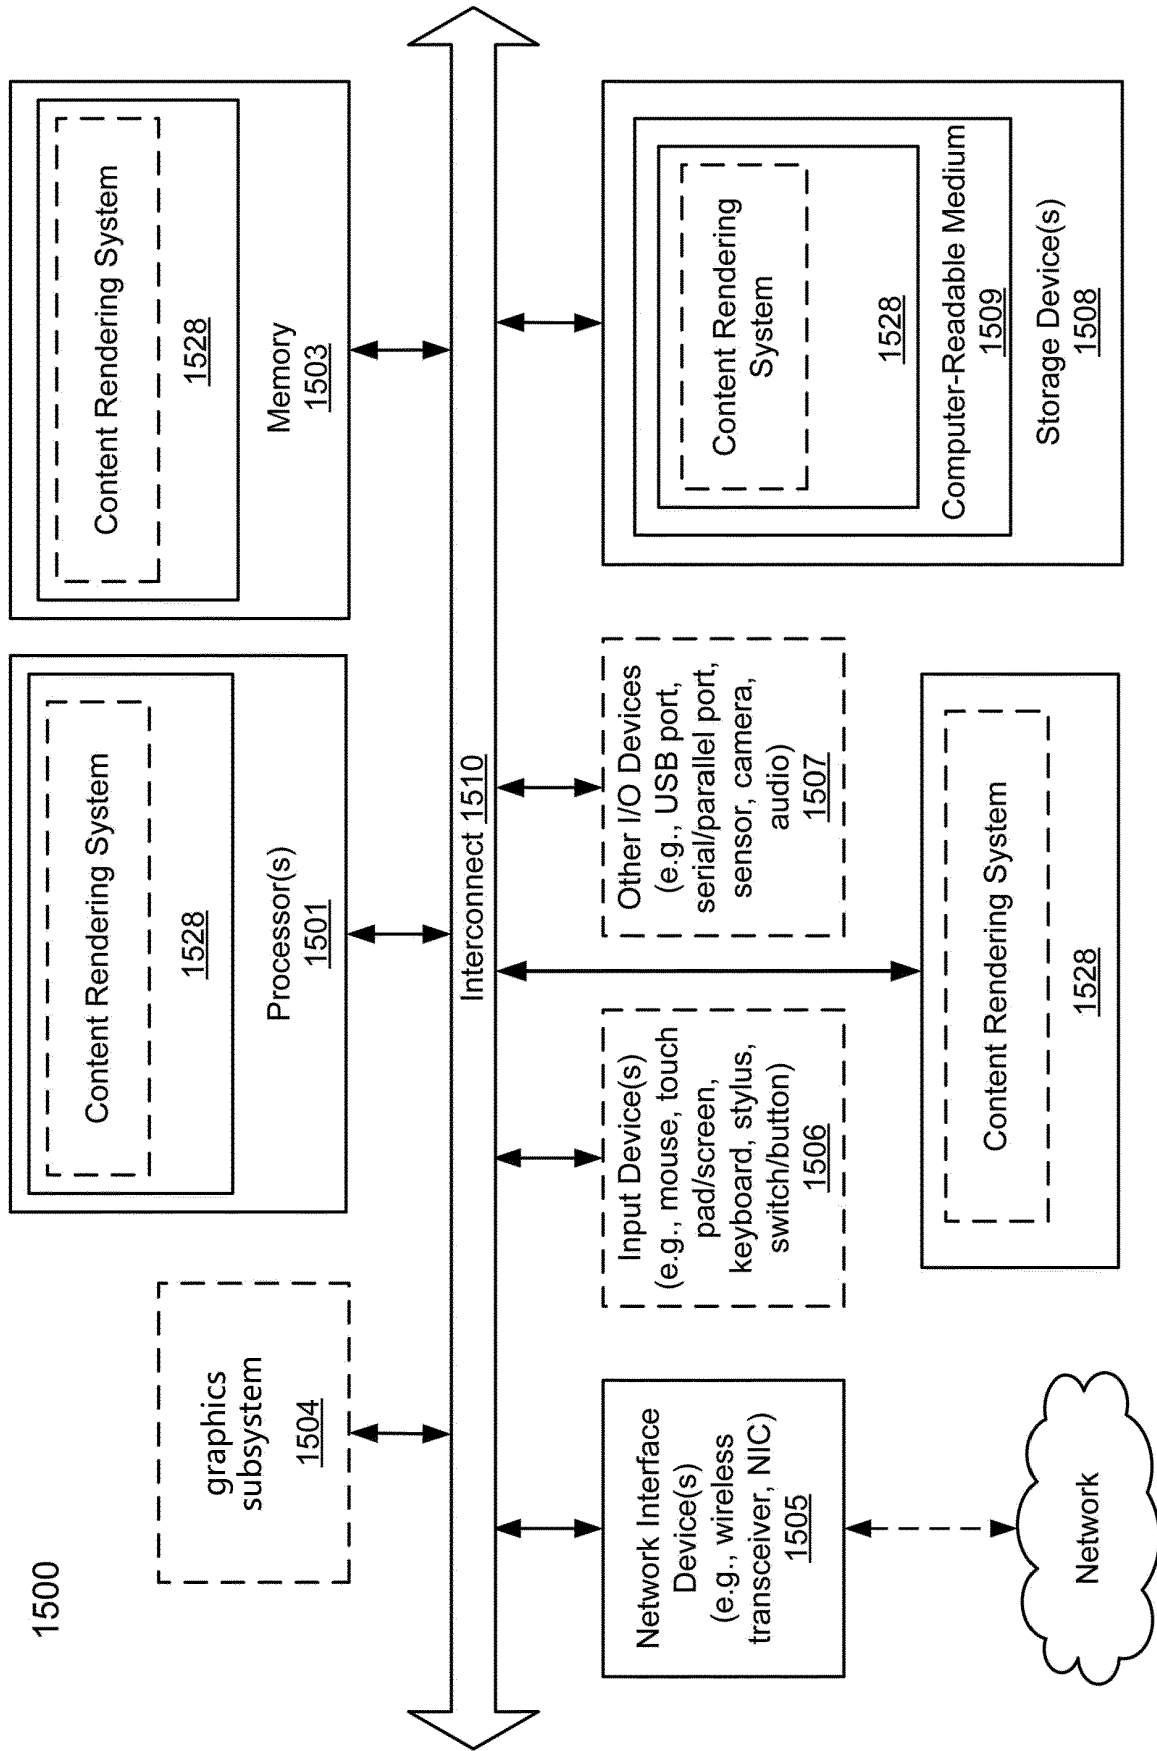 1500
graphics
subsystem
1504
Content Rendering System
1528
Processor(s)
1501
Content Rendering System
1528
Memory
1503
Interconnect 1510
Network Interface
Device(s)
(e.g., wireless
transceiver, NIC)
1505
Input Device(s)
(e.g., mouse, touch
pad/screen,
keyboard, stylus,
switch/button)
1506
Other I/O Devices
(e.g., USB port,
serial/parallel port,
sensor, camera,
audio)
1507
Content Rendering
System
1528
Computer-Readable Medium
1509
Storage Device(s)
1508
Network
Content Rendering System
1528